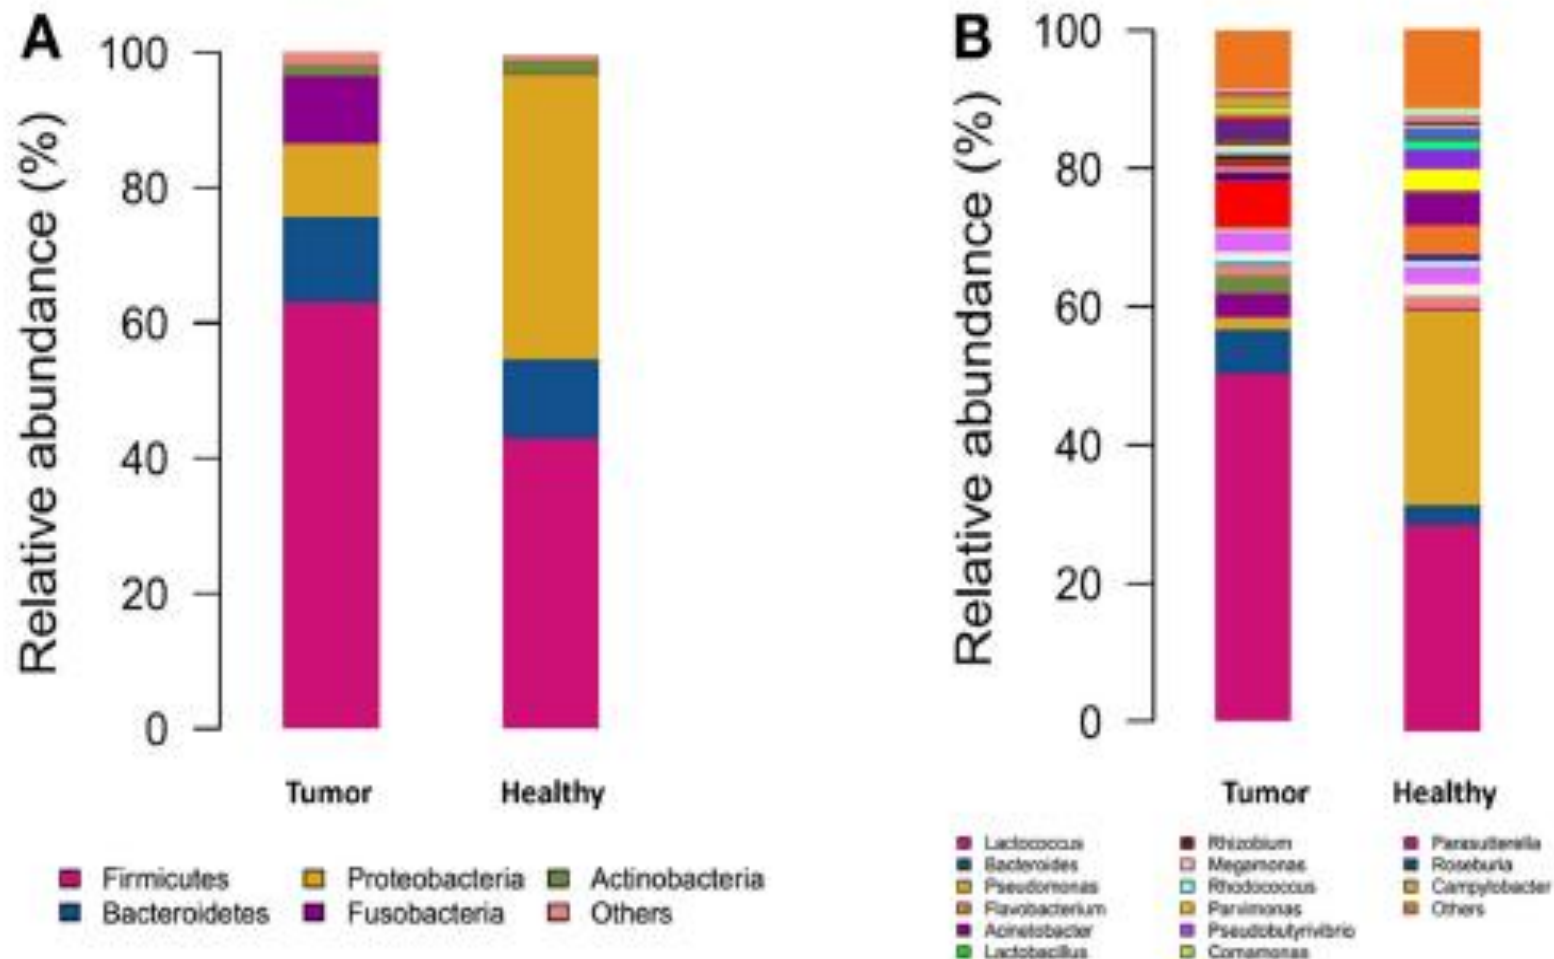 A
Relative abundance (%)
100
80
60
40
20
0
Tumor Healthy
Firmicutes Proteobacteria Actinobacteria
Bacteroidetes Fusobacteria Others
B
Relative abundance (%)
100
80
60
40
20
0
Tumor Healthy
Lactococcus Rhizobium Parasutterella
Bacteroides Megamonas Roseburia
Pseudomonas Rhodococcus Campylobacter
Flavobacterium Parvimonas Others
Acinetobacter Pseudobutyrivibrio
Lactobacillus Comamonas